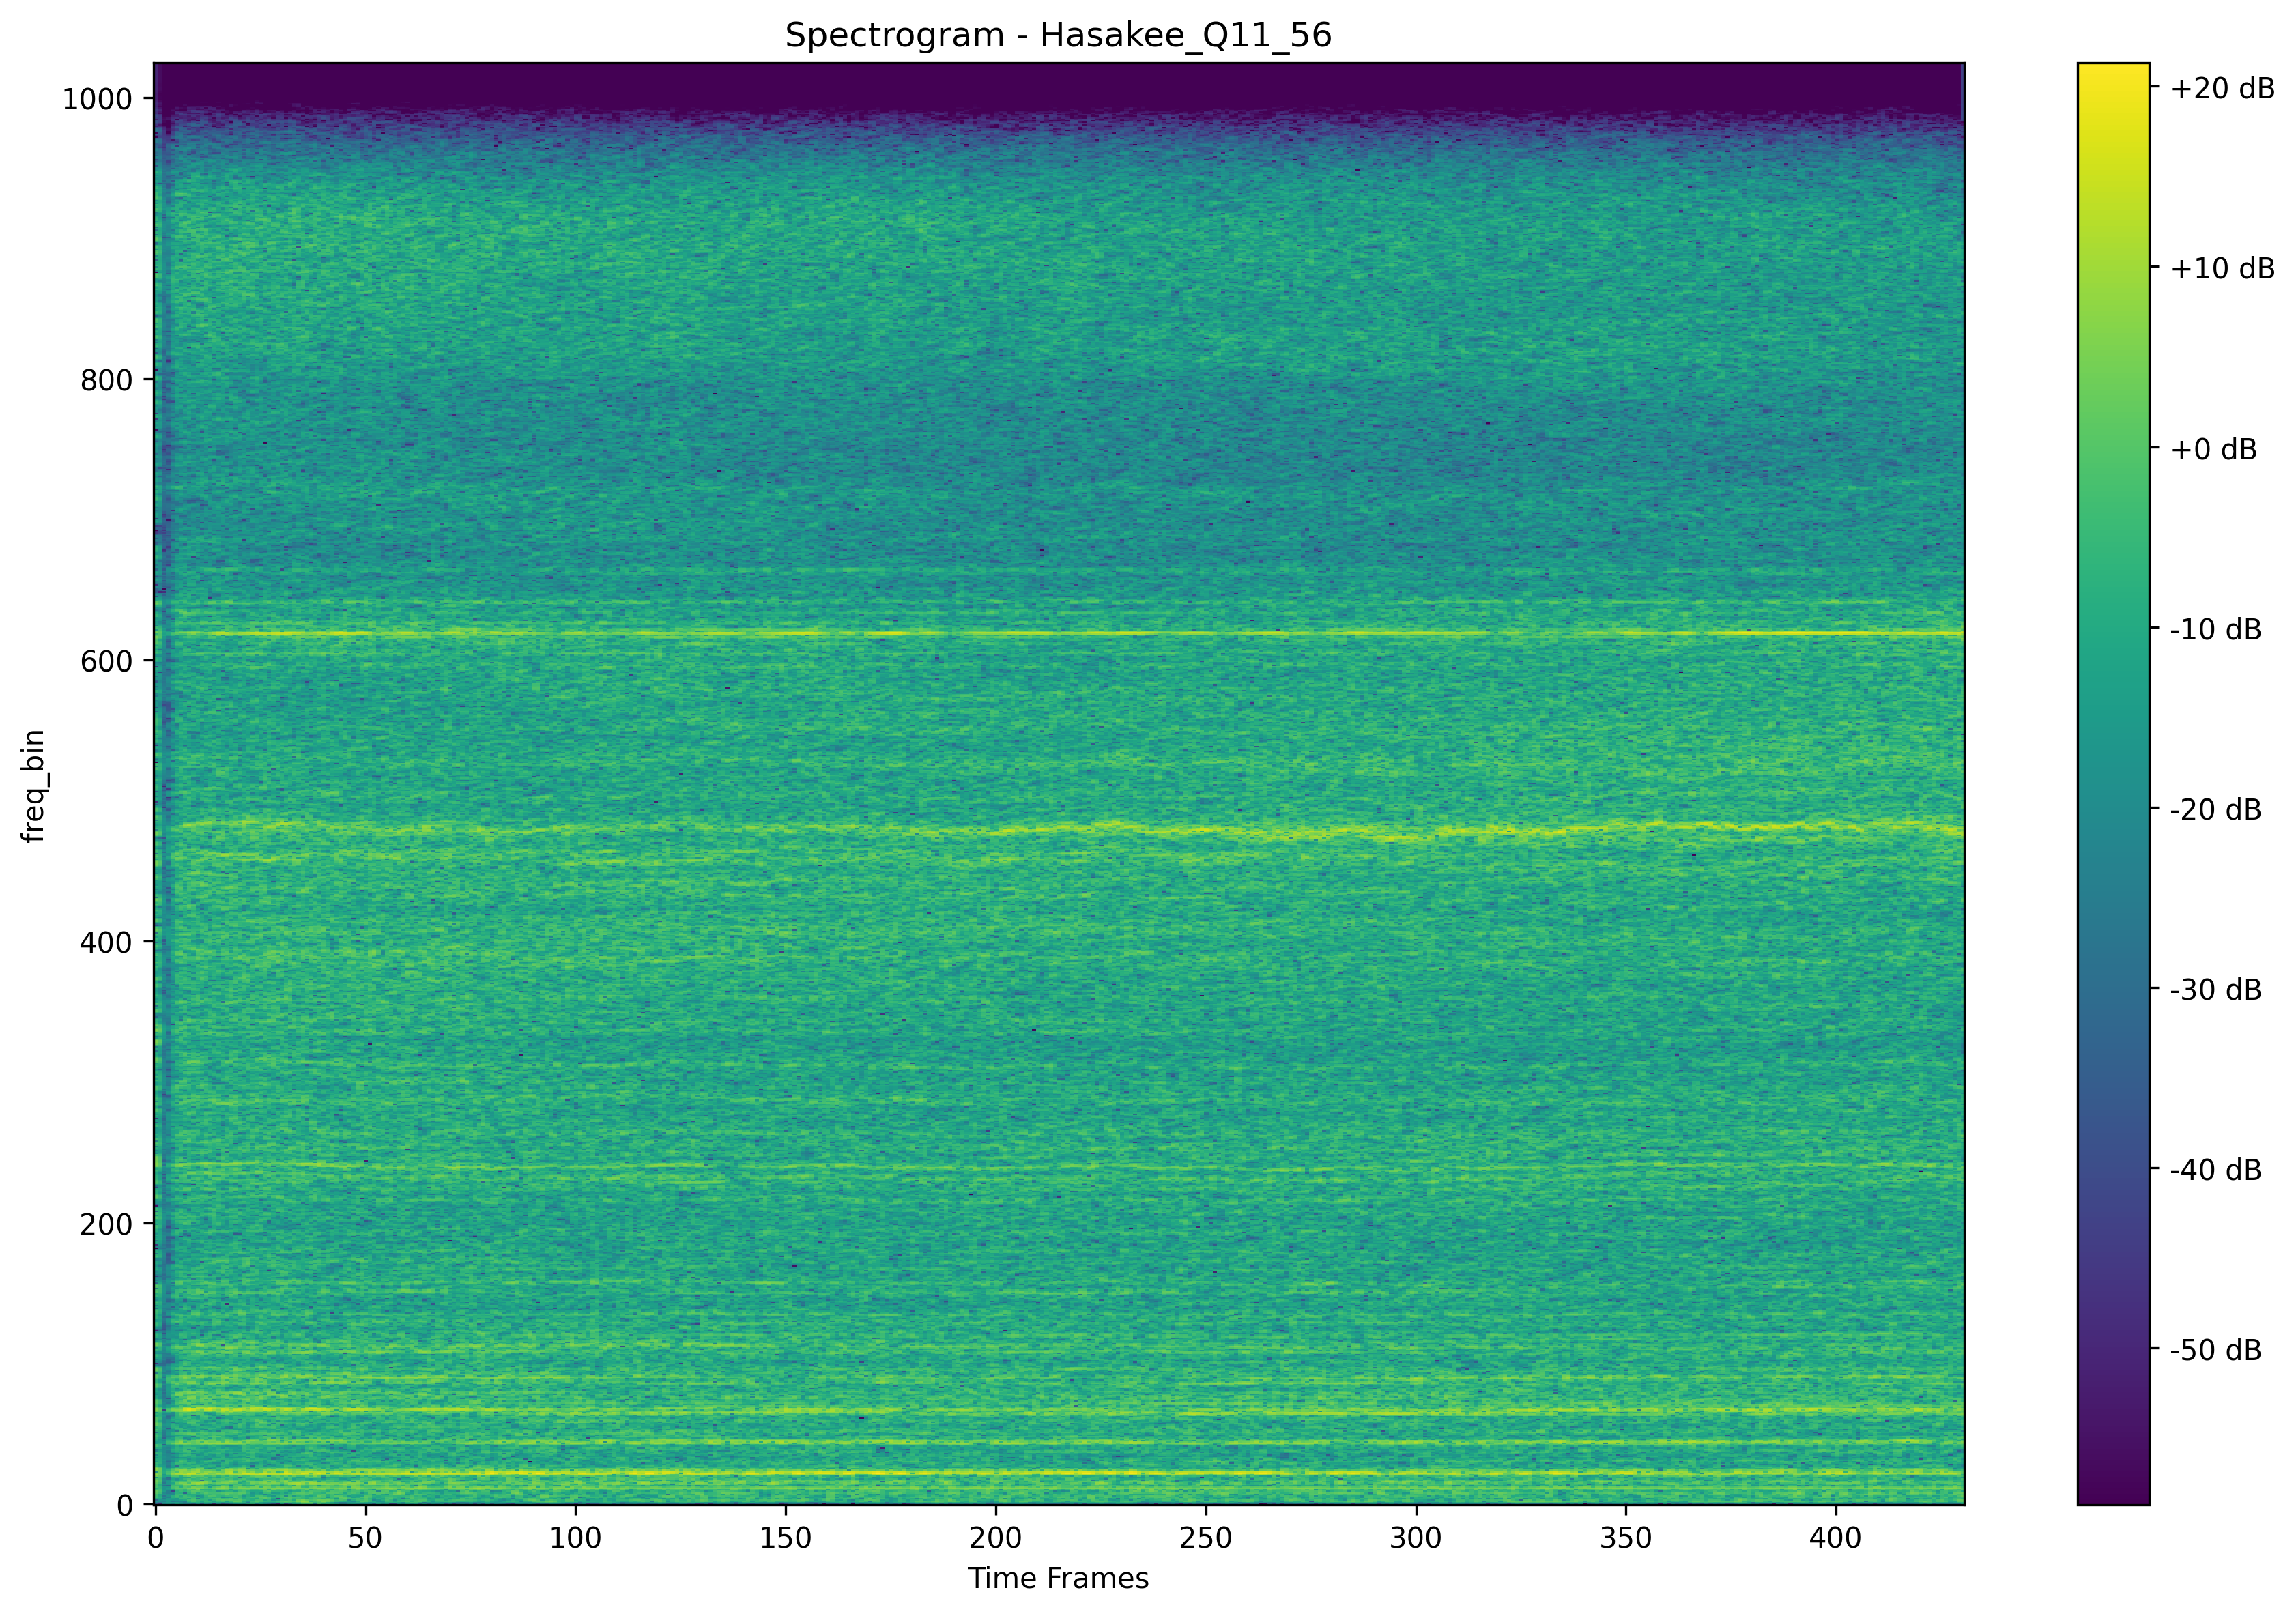 Spectrogram - Hasakee_Q11_56
+20 dB
+10 dB
+0 dB
-10 dB
-20 dB
-30 dB
-40 dB
-50 dB
freq_bin
1000
800
600
400
200
0
0 50 100 150 200 250 300 350 400
Time Frames